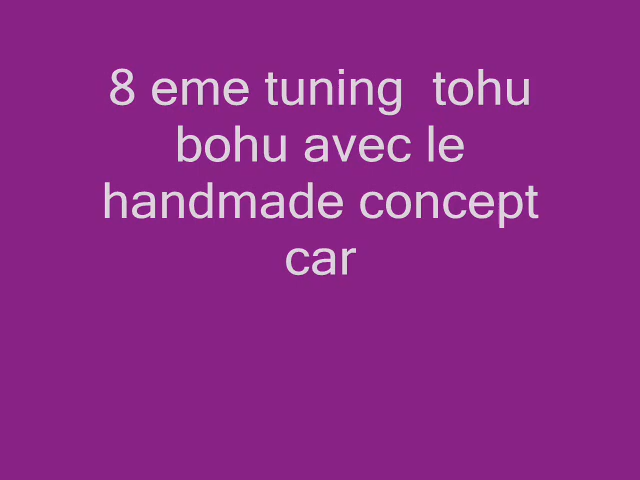 8 eme tuning  tohu
bohu avec le
handmade concept
car